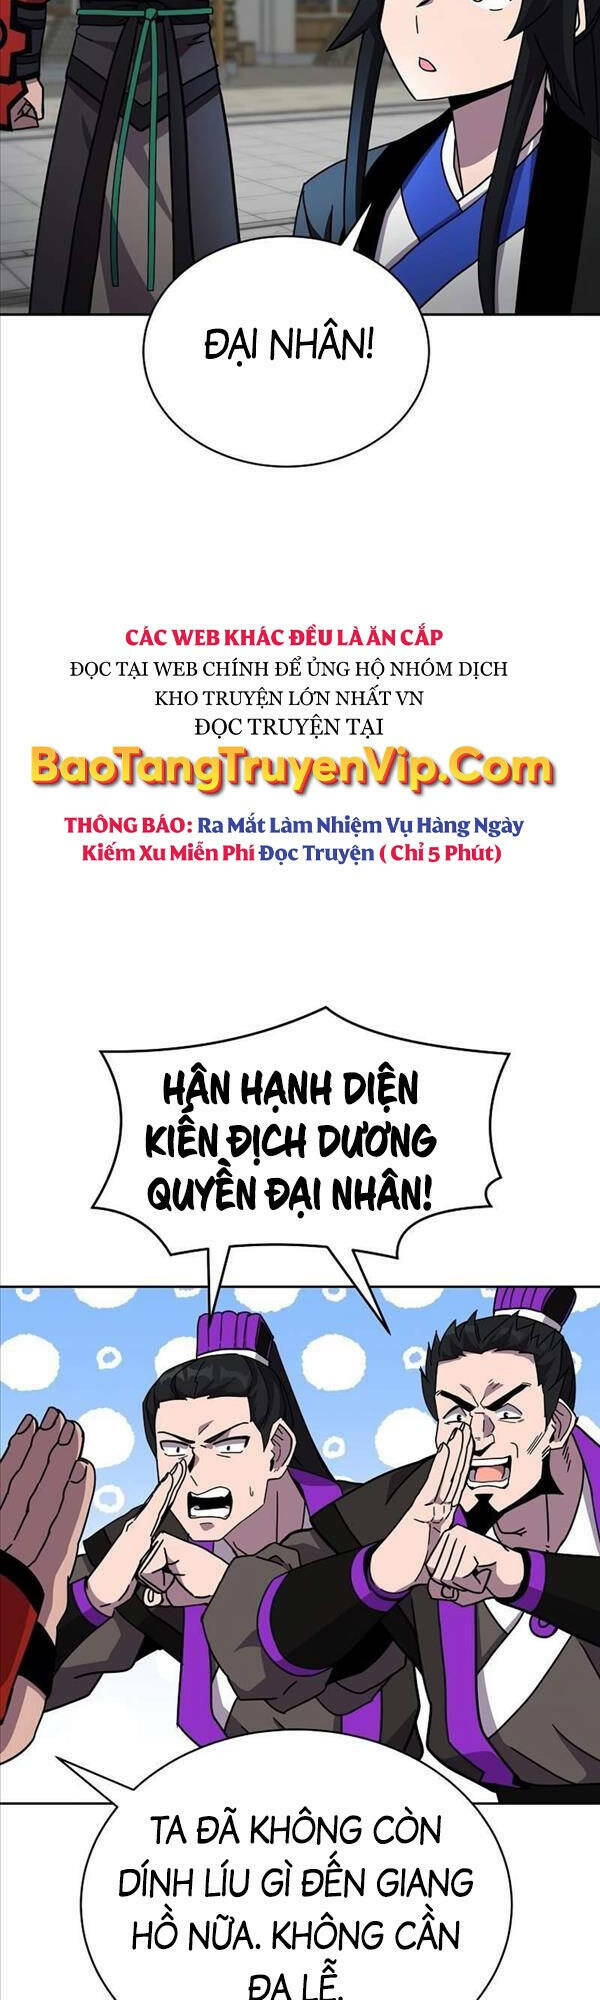 ĐẠI NHÂN!
CÁC WEB KHÁC ĐỀU LÀ ĂN CẮP
ĐỌC TẠI WEB CHÍNH ĐỂ ỦNG HỘ NHÓM DỊCH
KHO TRUYỆN LỚN NHẤT VN
ĐỌC TRUYỆN TẠI
BaoTangTruyenVip.Com
THÔNG BÁO: Ra Mắt Làm Nhiệm Vụ Hàng Ngày
Kiếm Xu Miễn Phí Đọc Truyện ( Chỉ 5 Phút)
HÂN HẠNH DIỆN
KIẾN ĐỊCH DƯƠNG
QUYỀN ĐẠI NHÂN!
TA ĐÃ KHÔNG CÒN
DÍNH LÍU GÌ ĐẾN GIANG
HỒ NỮA. KHÔNG CẦN
ĐA LỄ.